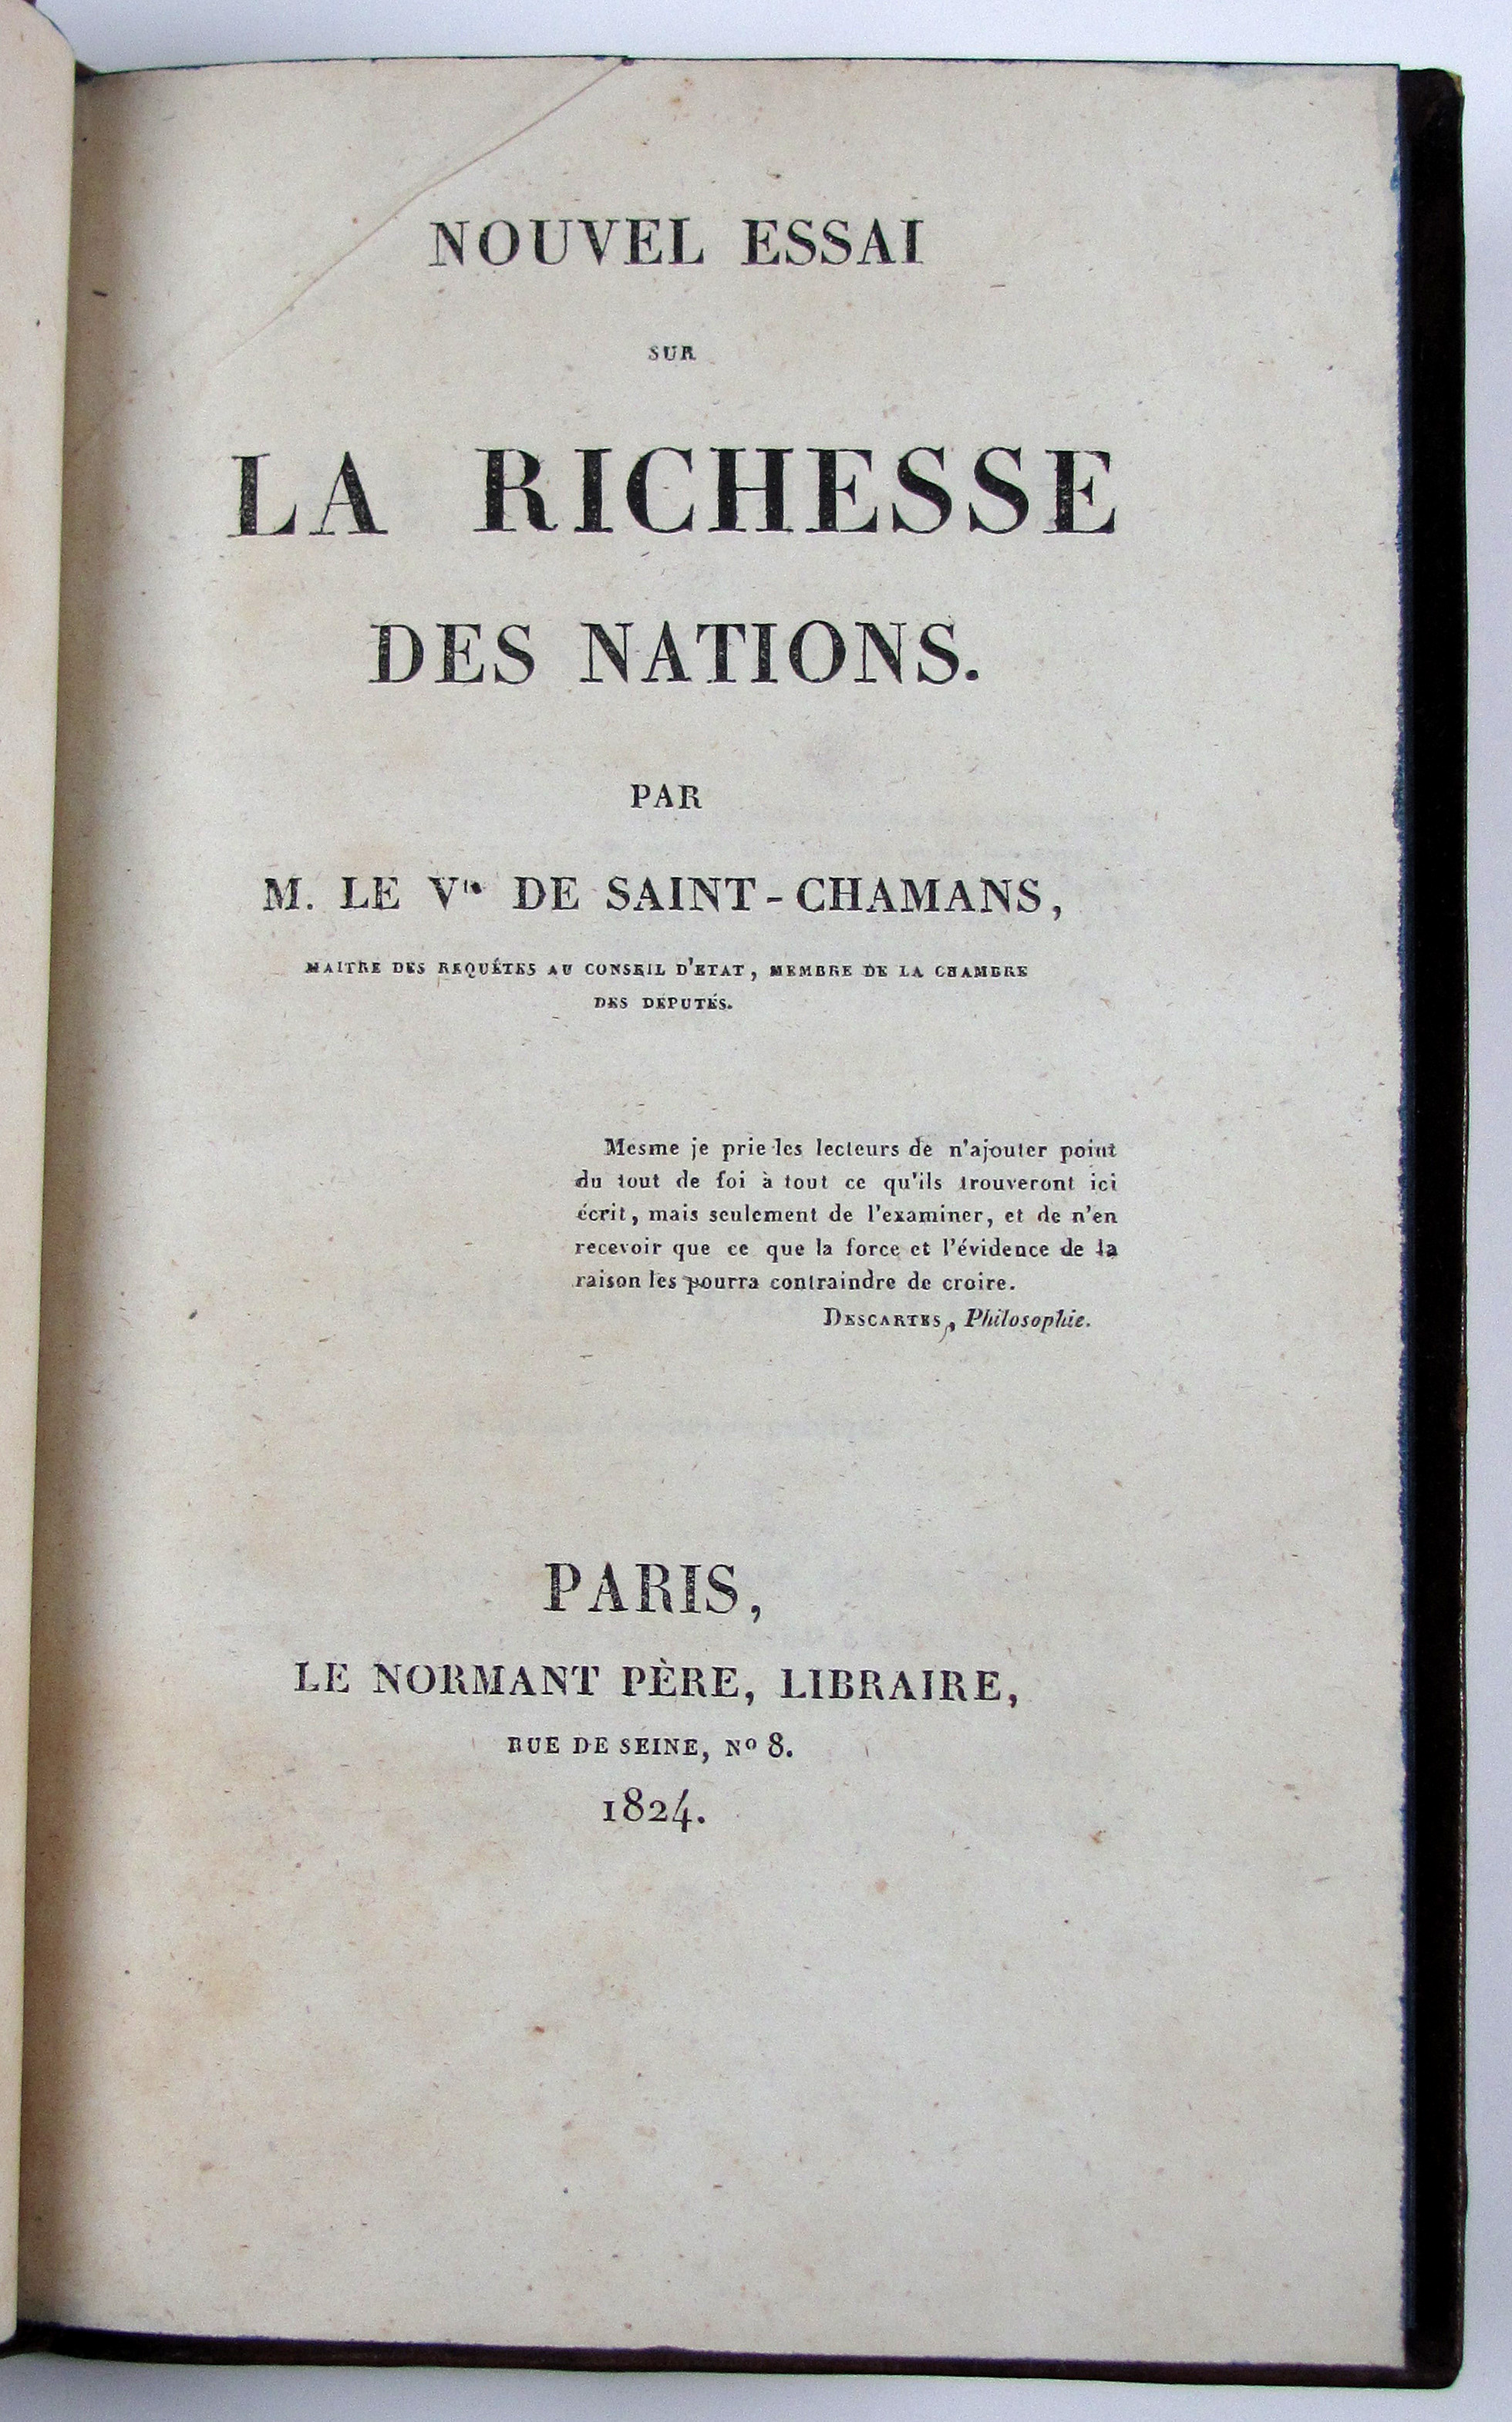 NOUVEL ESSAI
SUR
LA RICHESSE
DES NATIONS.
PAR
M. LE Vte DE SAINT-CHAMANS,
MAITRE DES REQUÊTES AU CONSEIL D'ETAT, MEMBRE DE LA CHAMBRE
DES DEPUTÉS.
Mesme je prie les lecteurs de n'ajouter point
du tout de foi à tout ce qu'ils trouveront ici
écrit, mais seulement de l'examiner, et de n'en
recevoir que ce que la force et l'évidence de la
raison les pourra contraindre de croire.
DESCARTES, Philosophie.
PARIS,
LE NORMANT PÈRE, LIBRAIRE,
RUE DE SEINE, No 8.
1824.